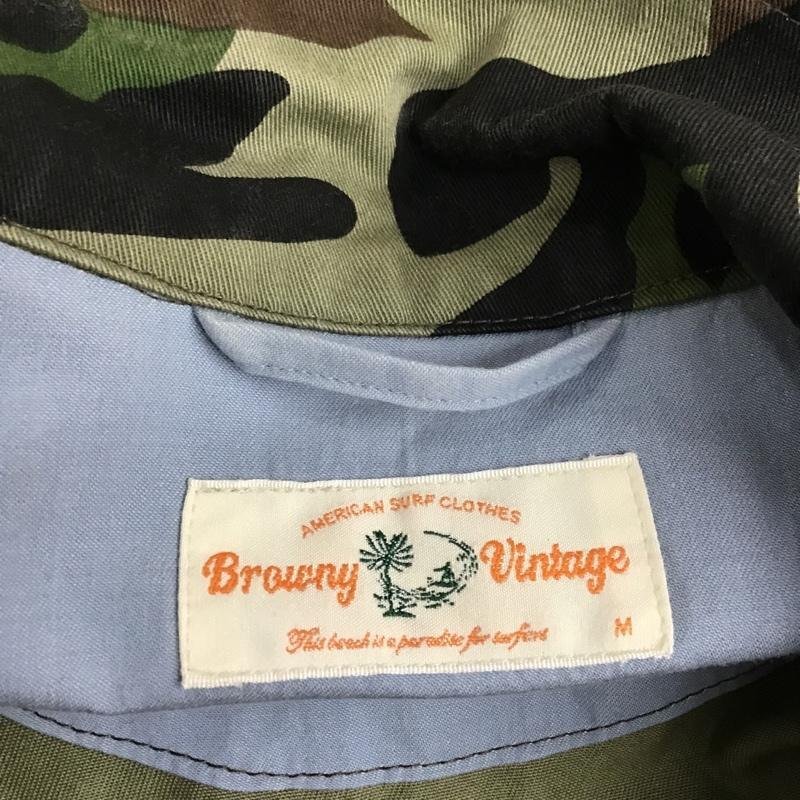 AMERICAN SURF CLOTHES
Browny Vintage
This beach is a paradise for surfers
M